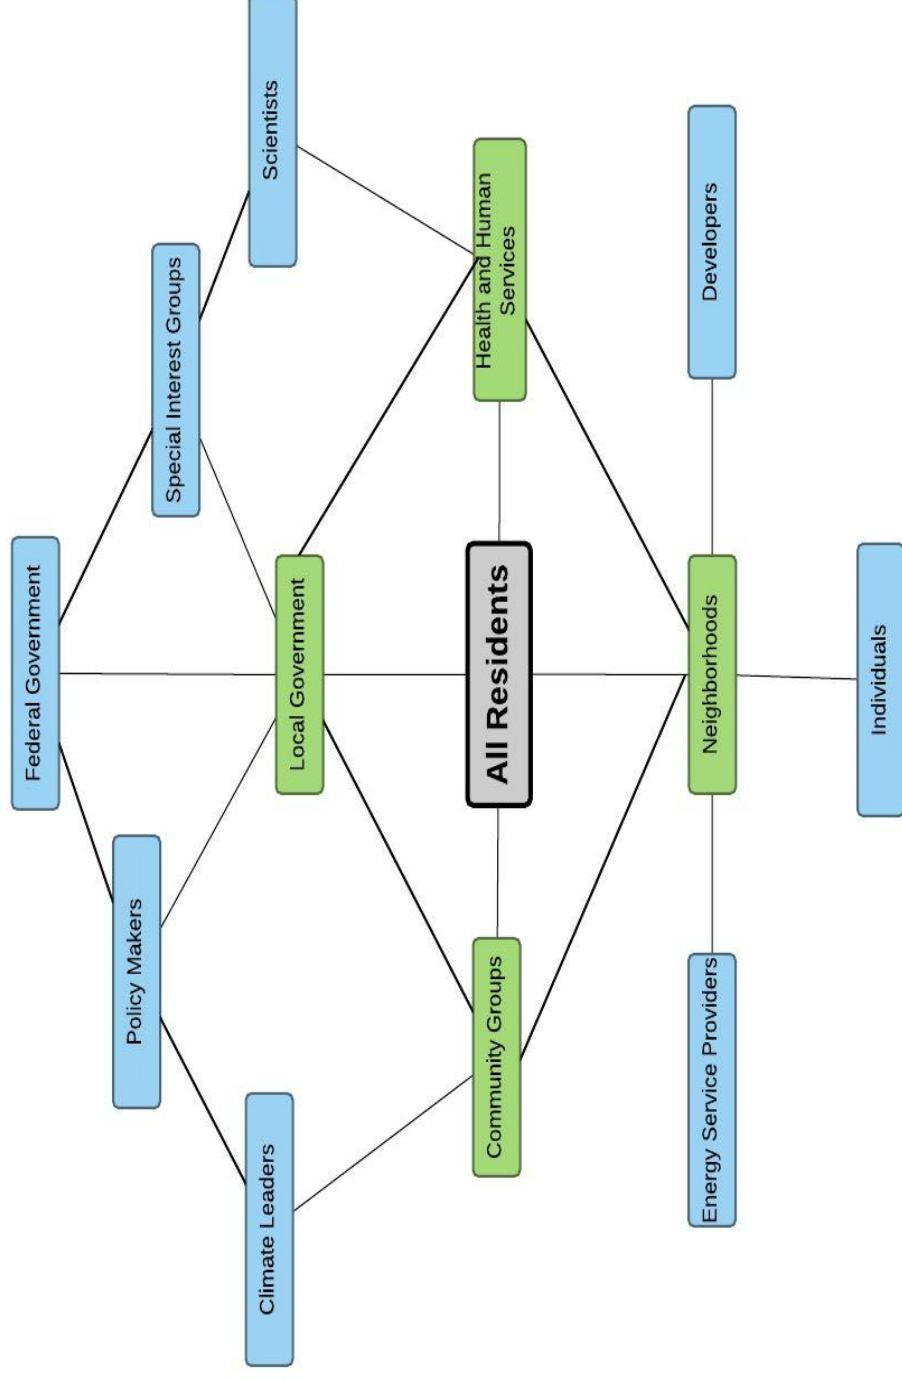 Federal Government
Policy Makers
Special Interest Groups
Climate Leaders
Local Government
Scientists
Community Groups
All Residents
Health and Human
Services
Energy Service Providers
Neighborhoods
Developers
Individuals